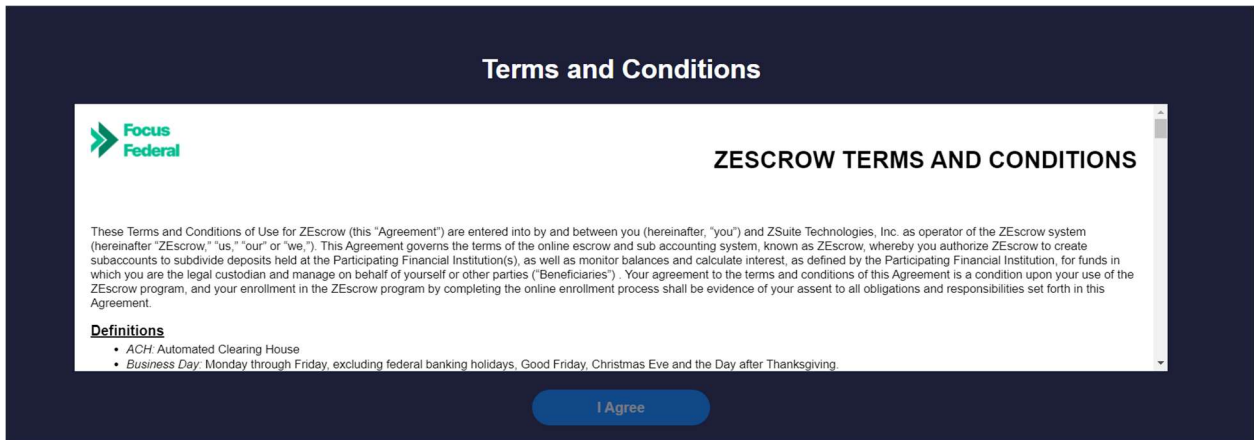 Terms and Conditions
Focus
Federal
ZESCROW TERMS AND CONDITIONS
These Terms and Conditions of Use for ZEscrow (this “Agreement”) are entered into by and between you (hereinafter, “you”) and ZSuite Technologies, Inc. as operator of the ZEscrow system
(hereinafter “ZEscrow,” “us,” “our” or “we,”). This Agreement governs the terms of the online escrow and sub accounting system, known as ZEscrow, whereby you authorize ZEscrow to create
subaccounts to subdivide deposits held at the Participating Financial Institution(s), as well as monitor balances and calculate interest, as defined by the Participating Financial Institution, for funds in
which you are the legal custodian and manage on behalf of yourself or other parties (“Beneficiaries”) . Your agreement to the terms and conditions of this Agreement is a condition upon your use of the
ZEscrow program, and your enrollment in the ZEscrow program by completing the online enrollment process shall be evidence of your assent to all obligations and responsibilities set forth in this
Agreement.
Definitions
• ACH: Automated Clearing House
• Business Day: Monday through Friday, excluding federal banking holidays, Good Friday, Christmas Eve and the Day after Thanksgiving.
I Agree